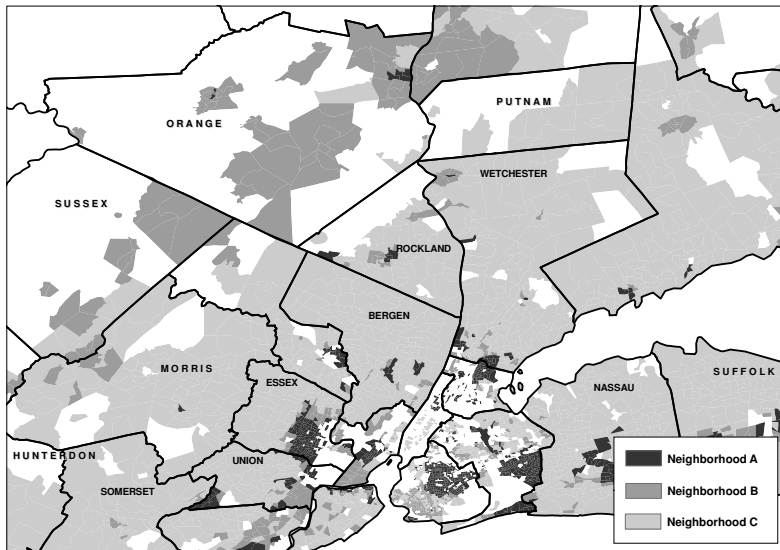 PUTNAM
ORANGE
WETCHESTER
SUSSEX
ROCKLAND
BERGEN
MORRIS
SUFFOLK
ESSEX
NASSAU
HUNTERDON
UNION
SOMERSET
Neighborhood A
Neighborhood B
Neighborhood C